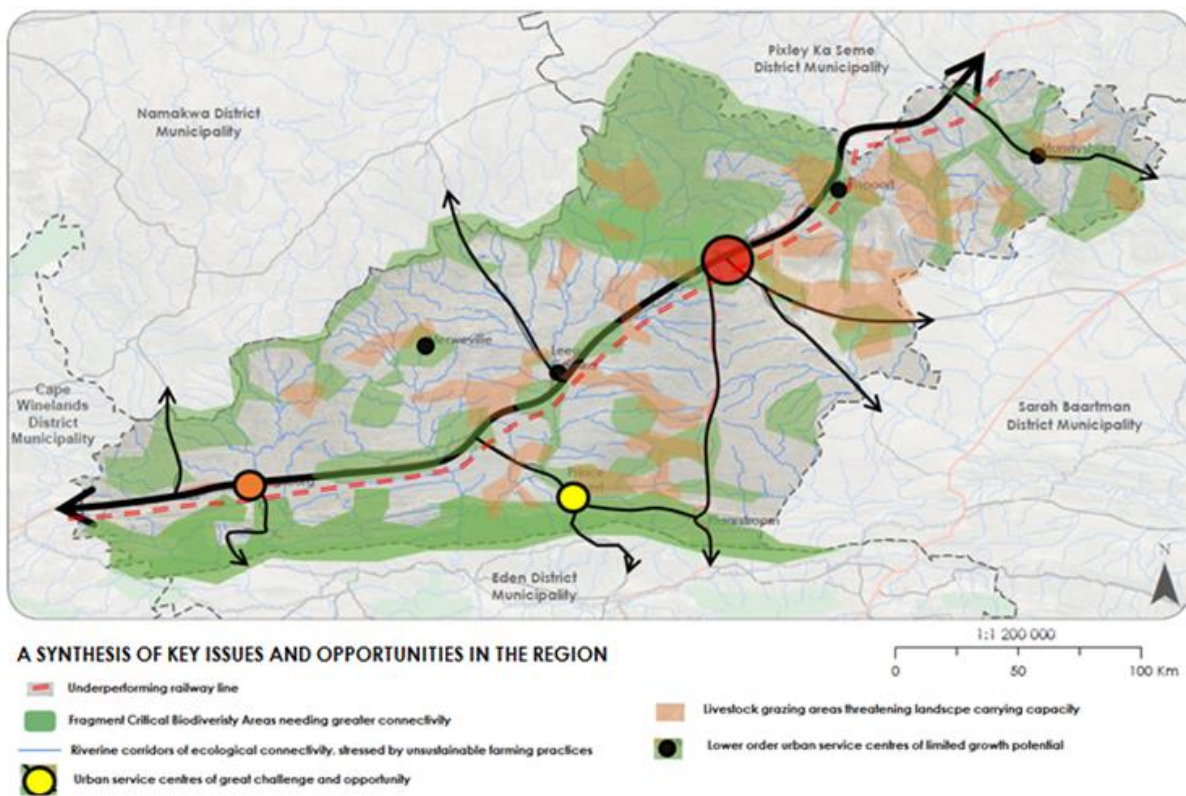 Pixley Ka Seme
District Municipality
Namakwa District
Municipality
Cape
Winelands
District
Municipality
Sarah Baartman
District Municipality
Eden District
Municipality
N
A SYNTHESIS OF KEY ISSUES AND OPPORTUNITIES IN THE REGION
1:1 200 000
0 50 100 Km
Underperforming railway line
Fragment Critical Biodiveristy Areas needing greater connectivity
Riverine corridors of ecological connectivity, stressed by unsustainable farming practices
Urban service centres of great challenge and opportunity
Livestock grazing areas threatening landscpe carrying capacity
Lower order urban service centres of limited growth potential